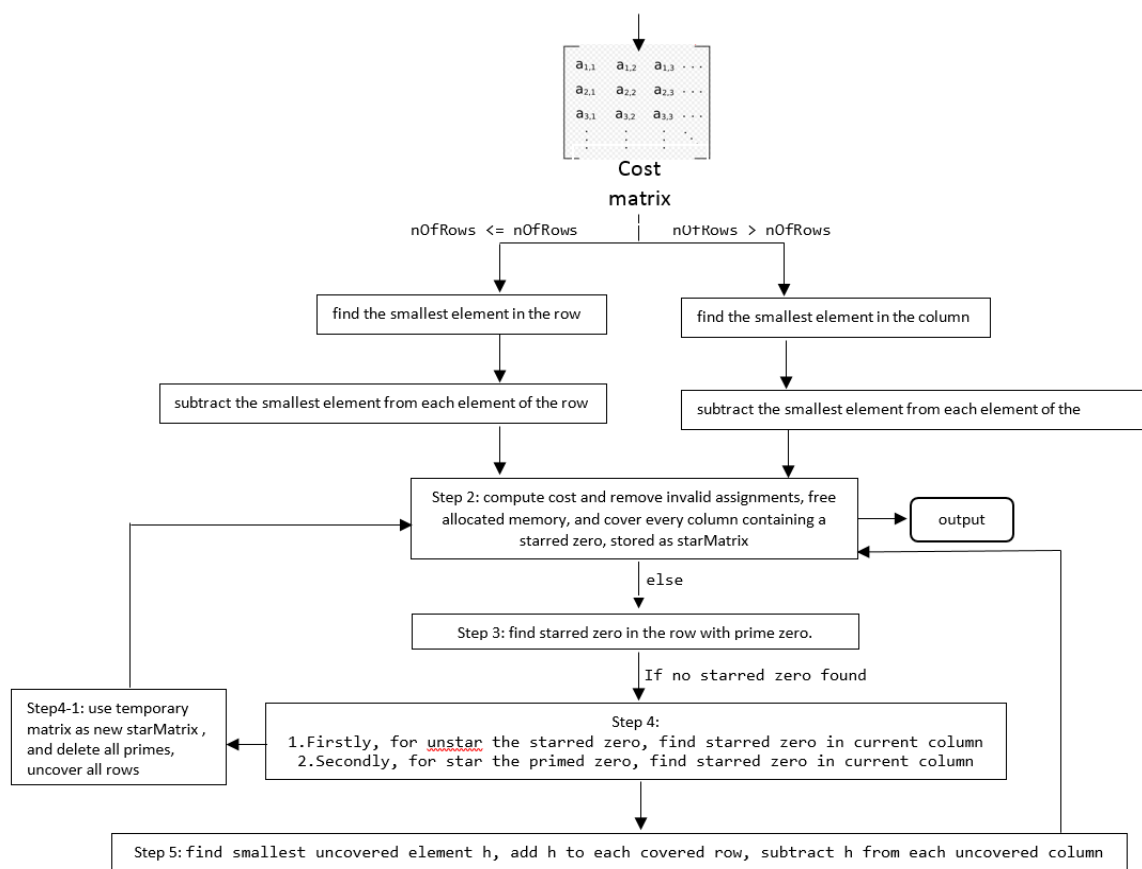 a1,1 a1,2 a1,3 ...
a2,1 a2,2 a2,3 ...
a3,1 a3,2 a3,3 ...
Cost
matrix
nOfRows <= nOfRows
nOfRows > nOfRows
find the smallest element in the row
find the smallest element in the column
subtract the smallest element from each element of the row
subtract the smallest element from each element of the
Step 2: compute cost and remove invalid assignments, free
allocated memory, and cover every column containing a
starred zero, stored as starMatrix
output
else
Step 3: find starred zero in the row with prime zero.
If no starred zero found
Step4-1: use temporary
matrix as new starMatrix ,
and delete all primes,
uncover all rows
Step 4:
1.Firstly, for unstar the starred zero, find starred zero in current column
2.Secondly, for star the primed zero, find starred zero in current column
Step 5: find smallest uncovered element h, add h to each covered row, subtract h from each uncovered column